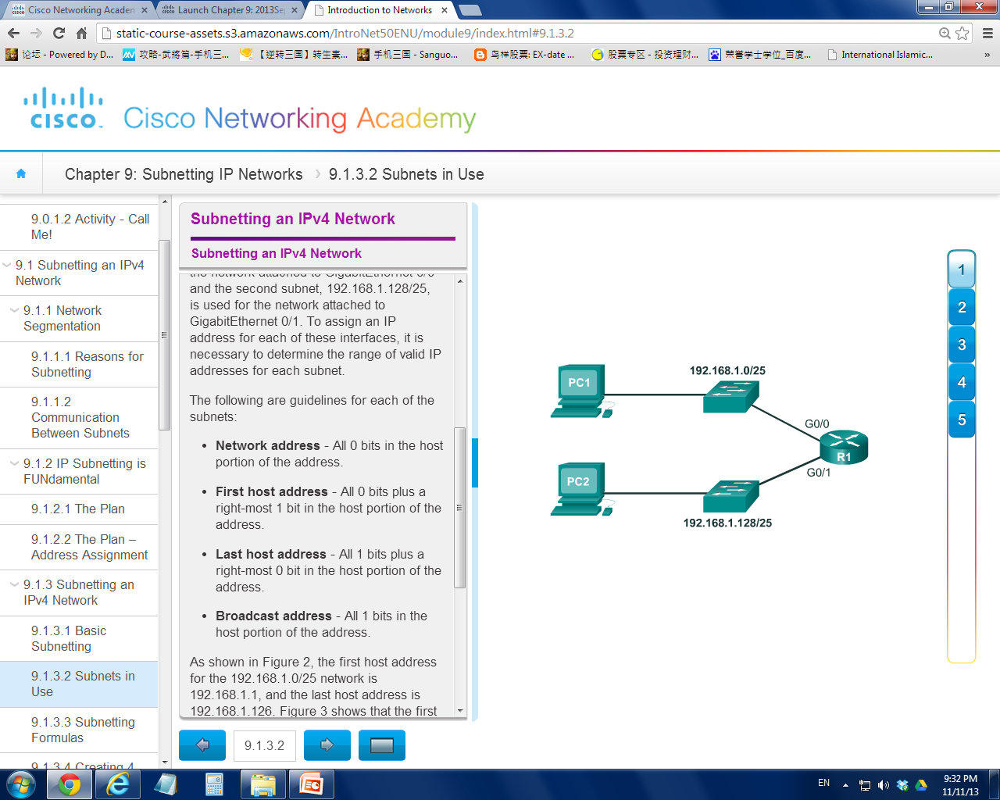 Cisco Networking Academ
Launch Chapter 9: 2013Se
Introduction to Networks
static-course-assets.s3.amazonaws.com/IntroNet50ENU/module9/index.html#9.1.3.2
论坛 - Powered by D...
攻略-武將篇-手机三...
【逆转三国】转生素...
手机三国 - Sanguo...
鸟样股票: EX-date ...
股票专区 - 投资理财...
荣誉学士学位_百度...
International Islamic...
»
cisco
CISCO.
Cisco Networking Academy
Chapter 9: Subnetting IP Networks
9.1.3.2 Subnets in Use
9.0.1.2 Activity - Call
Me!
9.1 Subnetting an IPv4
Network
9.1.1 Network
Segmentation
9.1.1.1 Reasons for
Subnetting
9.1.1.2
Communication
Between Subnets
9.1.2 IP Subnetting is
FUNdamental
9.1.2.1 The Plan
9.1.2.2 The Plan –
Address Assignment
9.1.3 Subnetting an
IPv4 Network
9.1.3.1 Basic
Subnetting
9.1.3.2 Subnets in
Use
9.1.3.3 Subnetting
Formulas
9.1.3.4 Creating 4
Subnetting an IPv4 Network
Subnetting an IPv4 Network
the network attached to GigabitEthernet 0/0
and the second subnet, 192.168.1.128/25,
is used for the network attached to
GigabitEthernet 0/1. To assign an IP
address for each of these interfaces, it is
necessary to determine the range of valid IP
addresses for each subnet.
The following are guidelines for each of the
subnets:
• Network address - All 0 bits in the host
portion of the address.
• First host address - All 0 bits plus a
right-most 1 bit in the host portion of the
address.
• Last host address - All 1 bits plus a
right-most 0 bit in the host portion of the
address.
• Broadcast address - All 1 bits in the
host portion of the address.
As shown in Figure 2, the first host address
for the 192.168.1.0/25 network is
192.168.1.1, and the last host address is
192.168.1.126. Figure 3 shows that the first
9.1.3.2
PC1
192.168.1.0/25
G0/0
R1
G0/1
PC2
192.168.1.128/25
1
2
3
4
5
EN
9:32 PM
11/11/13